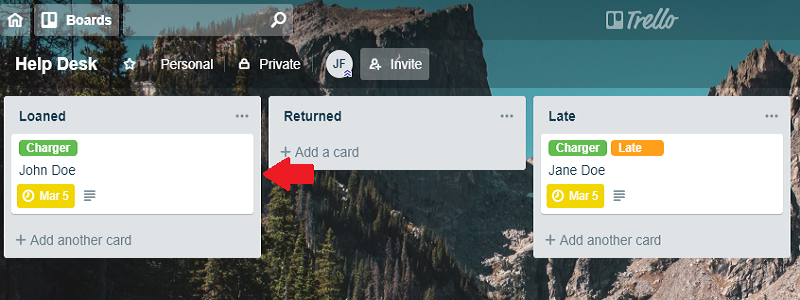 Boards
Trello
Help Desk
Personal
Private
JF
Invite
Loaned
Charger
John Doe
Mar 5
+ Add another card
Returned
+ Add a card
Late
Charger Late
Jane Doe
Mar 5
+ Add another card